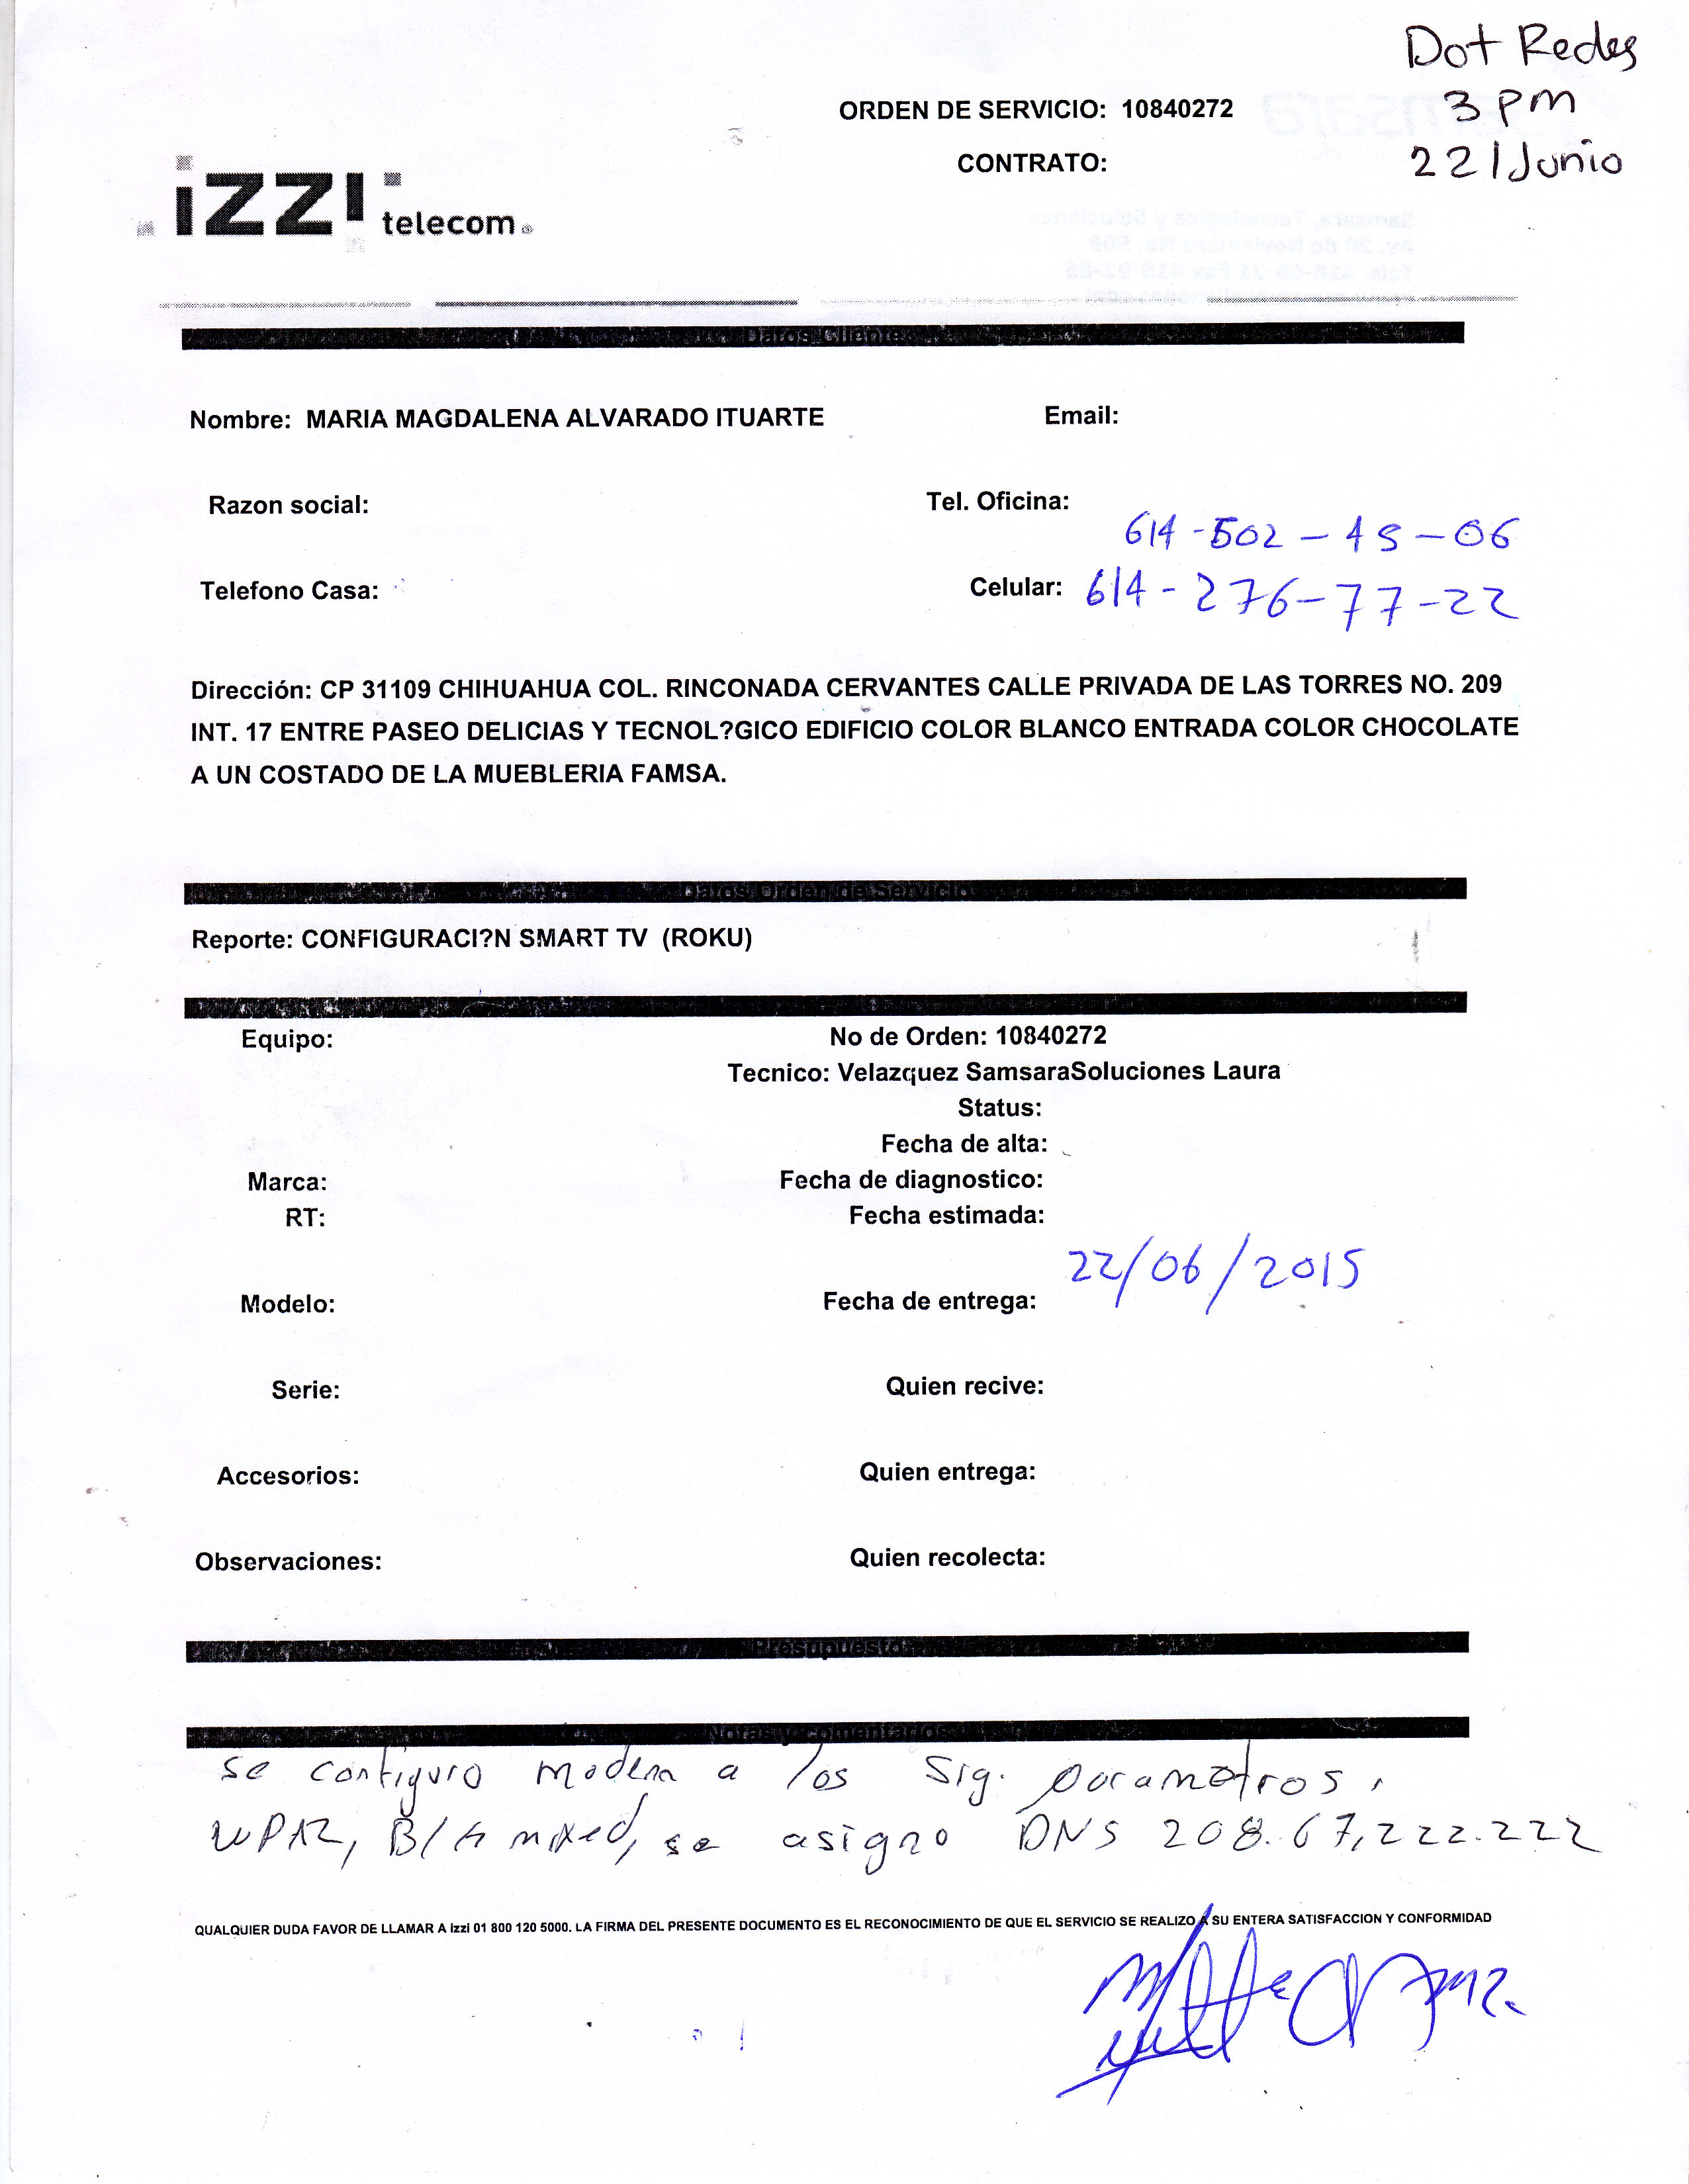 Dot Redes
3 pm
22/Junio
ORDEN DE SERVICIO: 10840272
CONTRATO:
izzi telecom
Datos Cliente
Nombre: MARIA MAGDALENA ALVARADO ITUARTE Email:
Razon social: Tel. Oficina:
614-502-45-06
Telefono Casa: Celular: 614-276-77-22
Dirección: CP 31109 CHIHUAHUA COL. RINCONADA CERVANTES CALLE PRIVADA DE LAS TORRES NO. 209
INT. 17 ENTRE PASEO DELICIAS Y TECNOL?GICO EDIFICIO COLOR BLANCO ENTRADA COLOR CHOCOLATE
A UN COSTADO DE LA MUEBLERIA FAMSA.
Datos Orden de Servicio
Reporte: CONFIGURACI?N SMART TV (ROKU)
Equipo: No de Orden: 10840272
Tecnico: Velazquez SamsaraSoluciones Laura
Status:
Fecha de alta:
Marca: Fecha de diagnostico:
RT: Fecha estimada:
22/06/2015
Modelo: Fecha de entrega:
Serie: Quien recive:
Accesorios: Quien entrega:
Observaciones: Quien recolecta:
Presupuesto
Notas y comentarios
se configuro modem a los sig. parametros,
WPA2, B/G mixed, se asigno DNS 208.67,222.222
QUALQUIER DUDA FAVOR DE LLAMAR A izzi 01 800 120 5000. LA FIRMA DEL PRESENTE DOCUMENTO ES EL RECONOCIMIENTO DE QUE EL SERVICIO SE REALIZO A SU ENTERA SATISFACCION Y CONFORMIDAD